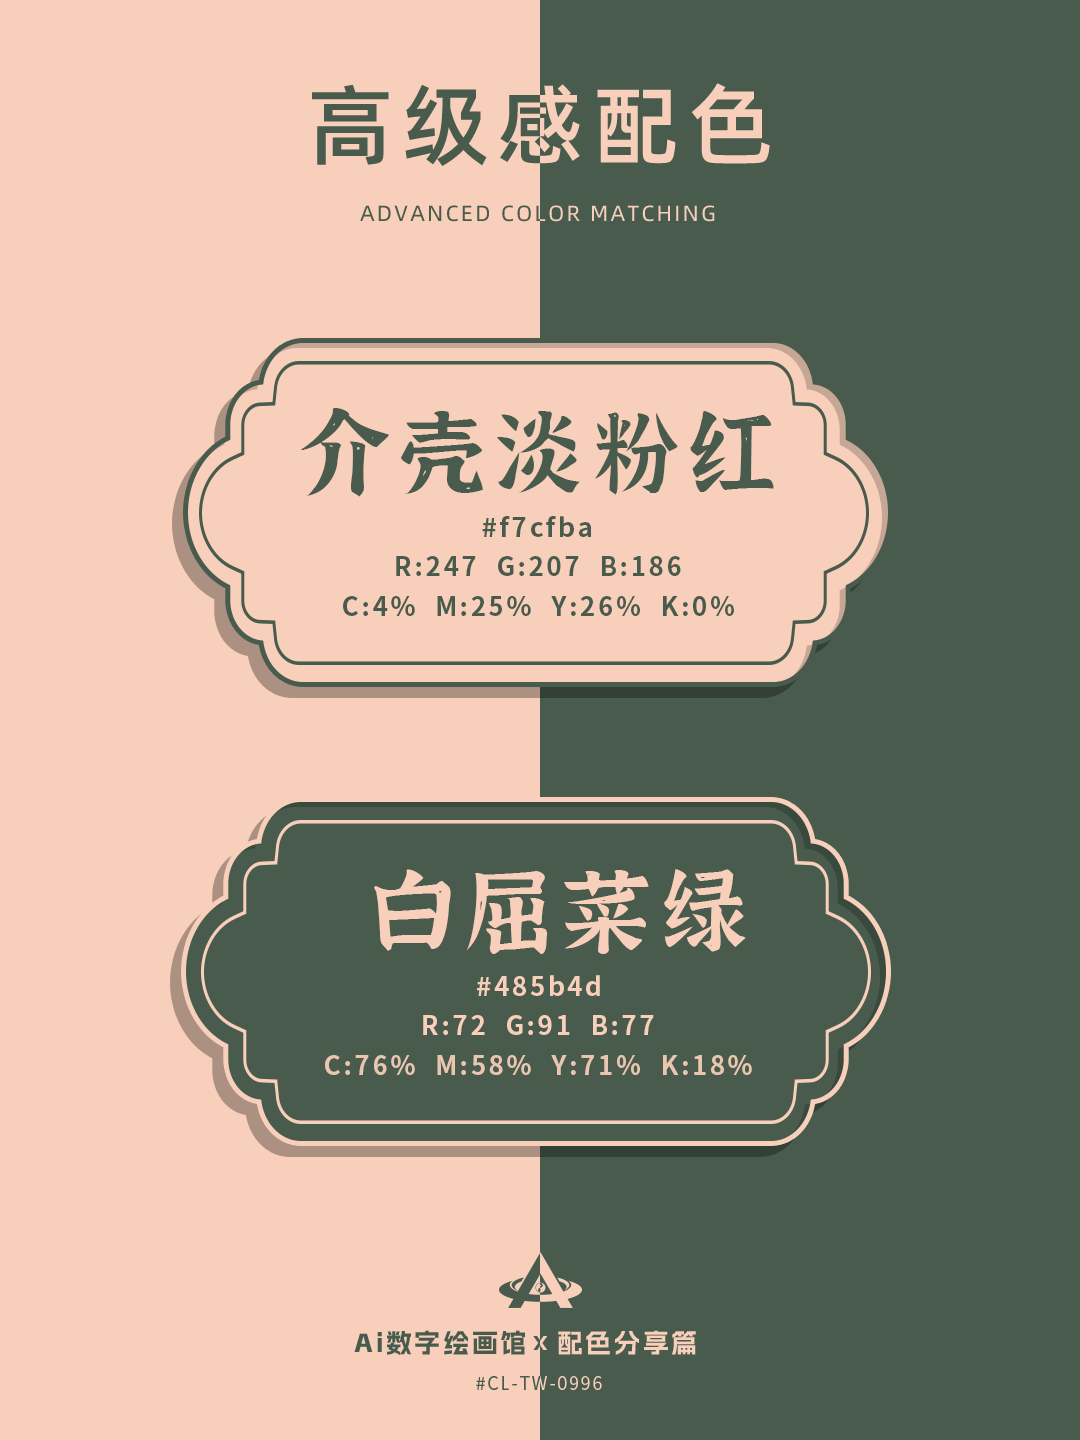 高级感配色
ADVANCED COLOR MATCHING
介壳淡粉红
#f7cfba
R:247 G:207 B:186
C:4% M:25% Y:26% K:0%
白屈菜绿
#485b4d
R:72 G:91 B:77
C:76% M:58% Y:71% K:18%
Ai数字绘画馆 x 配色分享篇
#CL-TW-0996